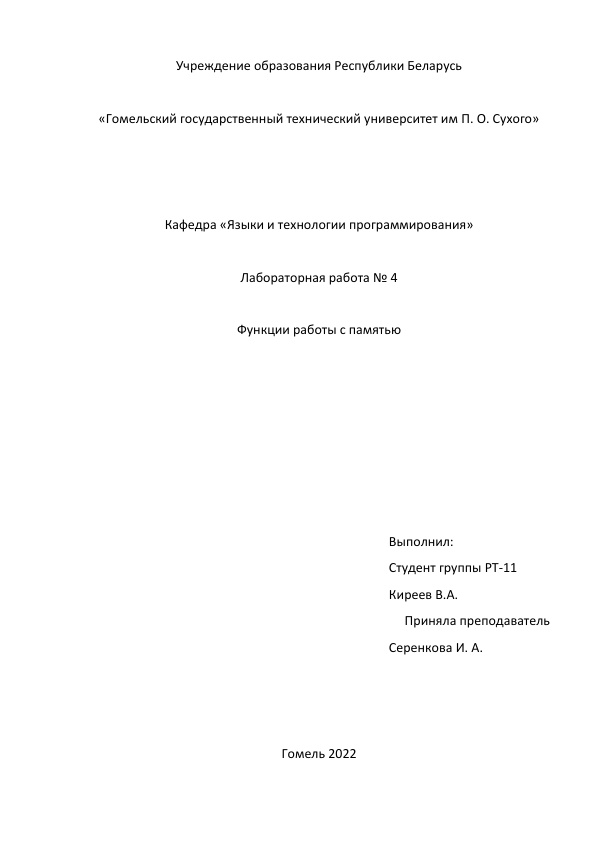 Учреждение образования Республики Беларусь
«Гомельский государственный технический университет им П. О. Сухого»
Кафедра «Языки и технологии программирования»
Лабораторная работа № 4
Функции работы с памятью
Выполнил:
Студент группы РТ-11
Киреев В.А.
Приняла преподаватель
Серенкова И. А.
Гомель 2022